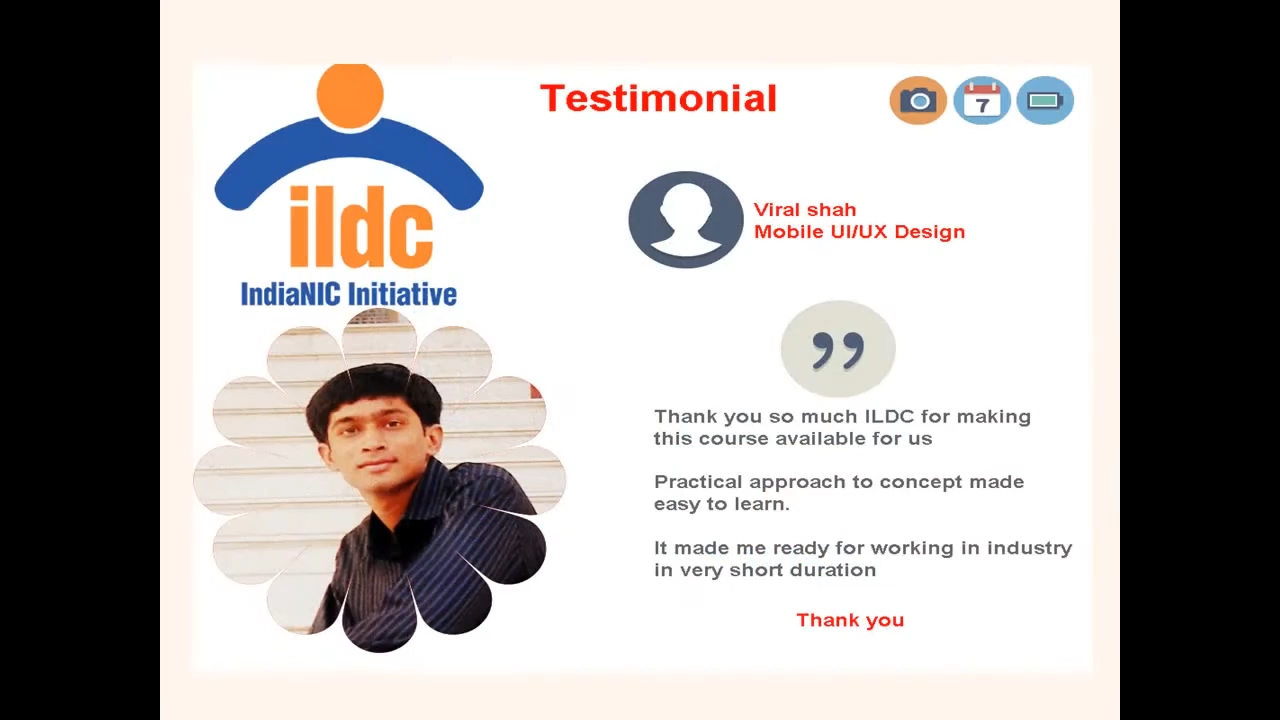 Testimonial
7
ildc
IndiaNIC Initiative
Viral shah
Mobile UI/UX Design
”
Thank you so much ILDC for making
this course available for us
Practical approach to concept made
easy to learn.
It made me ready for working in industry
in very short duration
Thank you